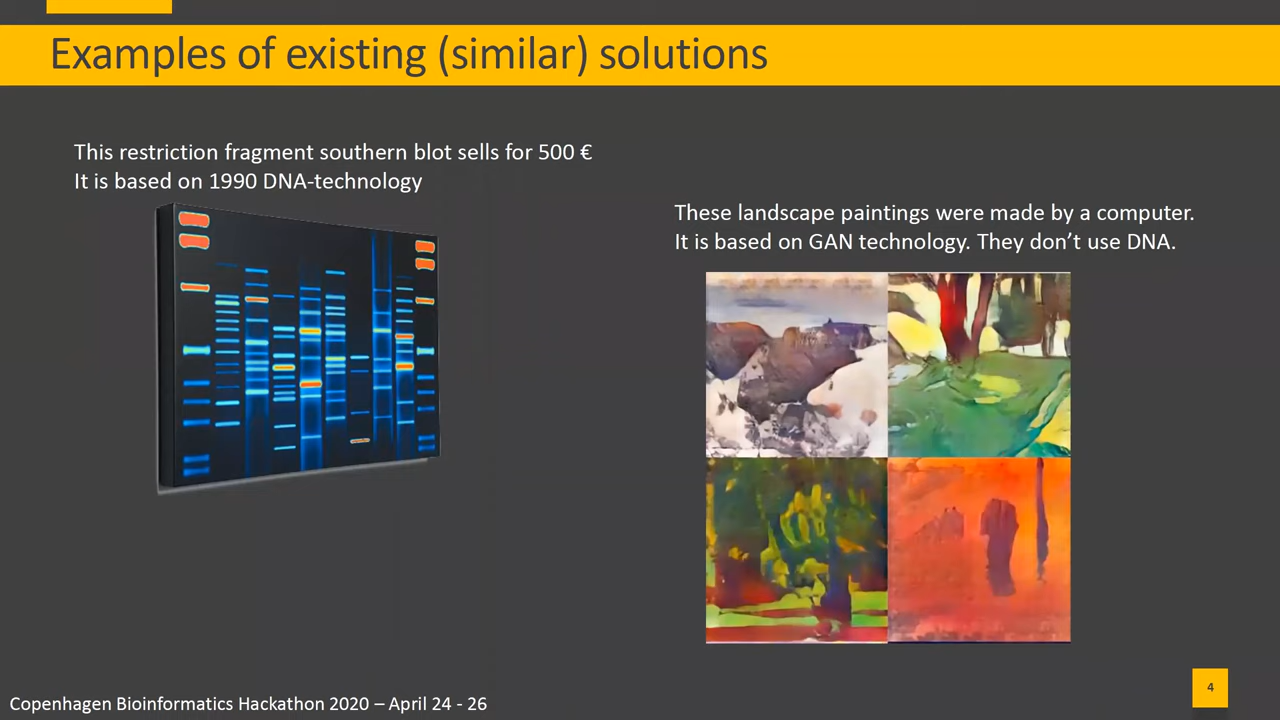 Examples of existing (similar) solutions
This restriction fragment southern blot sells for 500 €
It is based on 1990 DNA-technology
These landscape paintings were made by a computer.
It is based on GAN technology. They don’t use DNA.
Copenhagen Bioinformatics Hackathon 2020 – April 24 - 26
4